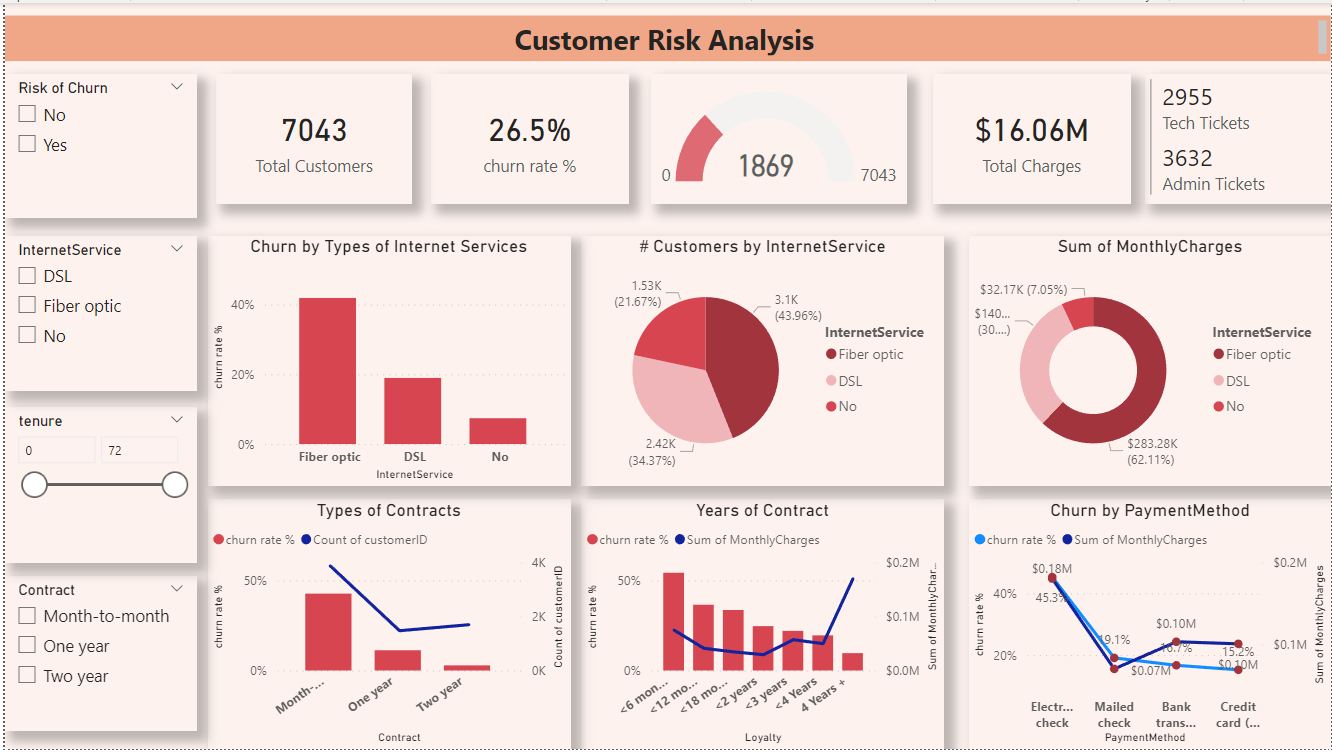 Customer Risk Analysis
Risk of Churn
No
Yes
7043
Total Customers
26.5%
churn rate %
0
1869
7043
$16.06M
Total Charges
2955
Tech Tickets
3632
Admin Tickets
InternetService
DSL
Fiber optic
No
tenure
0
72
Contract
Month-to-month
One year
Two year
Churn by Types of Internet Services
churn rate %
40%
20%
0%
Fiber optic
DSL
No
InternetService
# Customers by InternetService
1.53K
(21.67%)
3.1K
(43.96%)
2.42K
(34.37%)
InternetService
Fiber optic
DSL
No
Sum of MonthlyCharges
$32.17K (7.05%)
$140...
(30....)
$283.28K
(62.11%)
InternetService
Fiber optic
DSL
No
Types of Contracts
churn rate %
Count of customerID
churn rate %
50%
0%
4K
2K
0K
Count of customerID
Month-...
One year
Two year
Contract
Years of Contract
churn rate %
Sum of MonthlyCharges
churn rate %
50%
0%
$0.2M
$0.1M
$0.0M
Sum of MonthlyChar...
<6 mon...
<12 mo...
<18 mo...
<2 years
<3 years
<4 Years
4 Years +
Loyalty
Churn by PaymentMethod
churn rate %
Sum of MonthlyCharges
churn rate %
40%
20%
$0.2M
$0.1M
Sum of MonthlyCharges
$0.18M
45.3%
19.1%
$0.07M
$0.10M
16.7%
15.2%
$0.10M
Electr...
check
Mailed
check
Bank
trans...
Credit
card (...
PaymentMethod